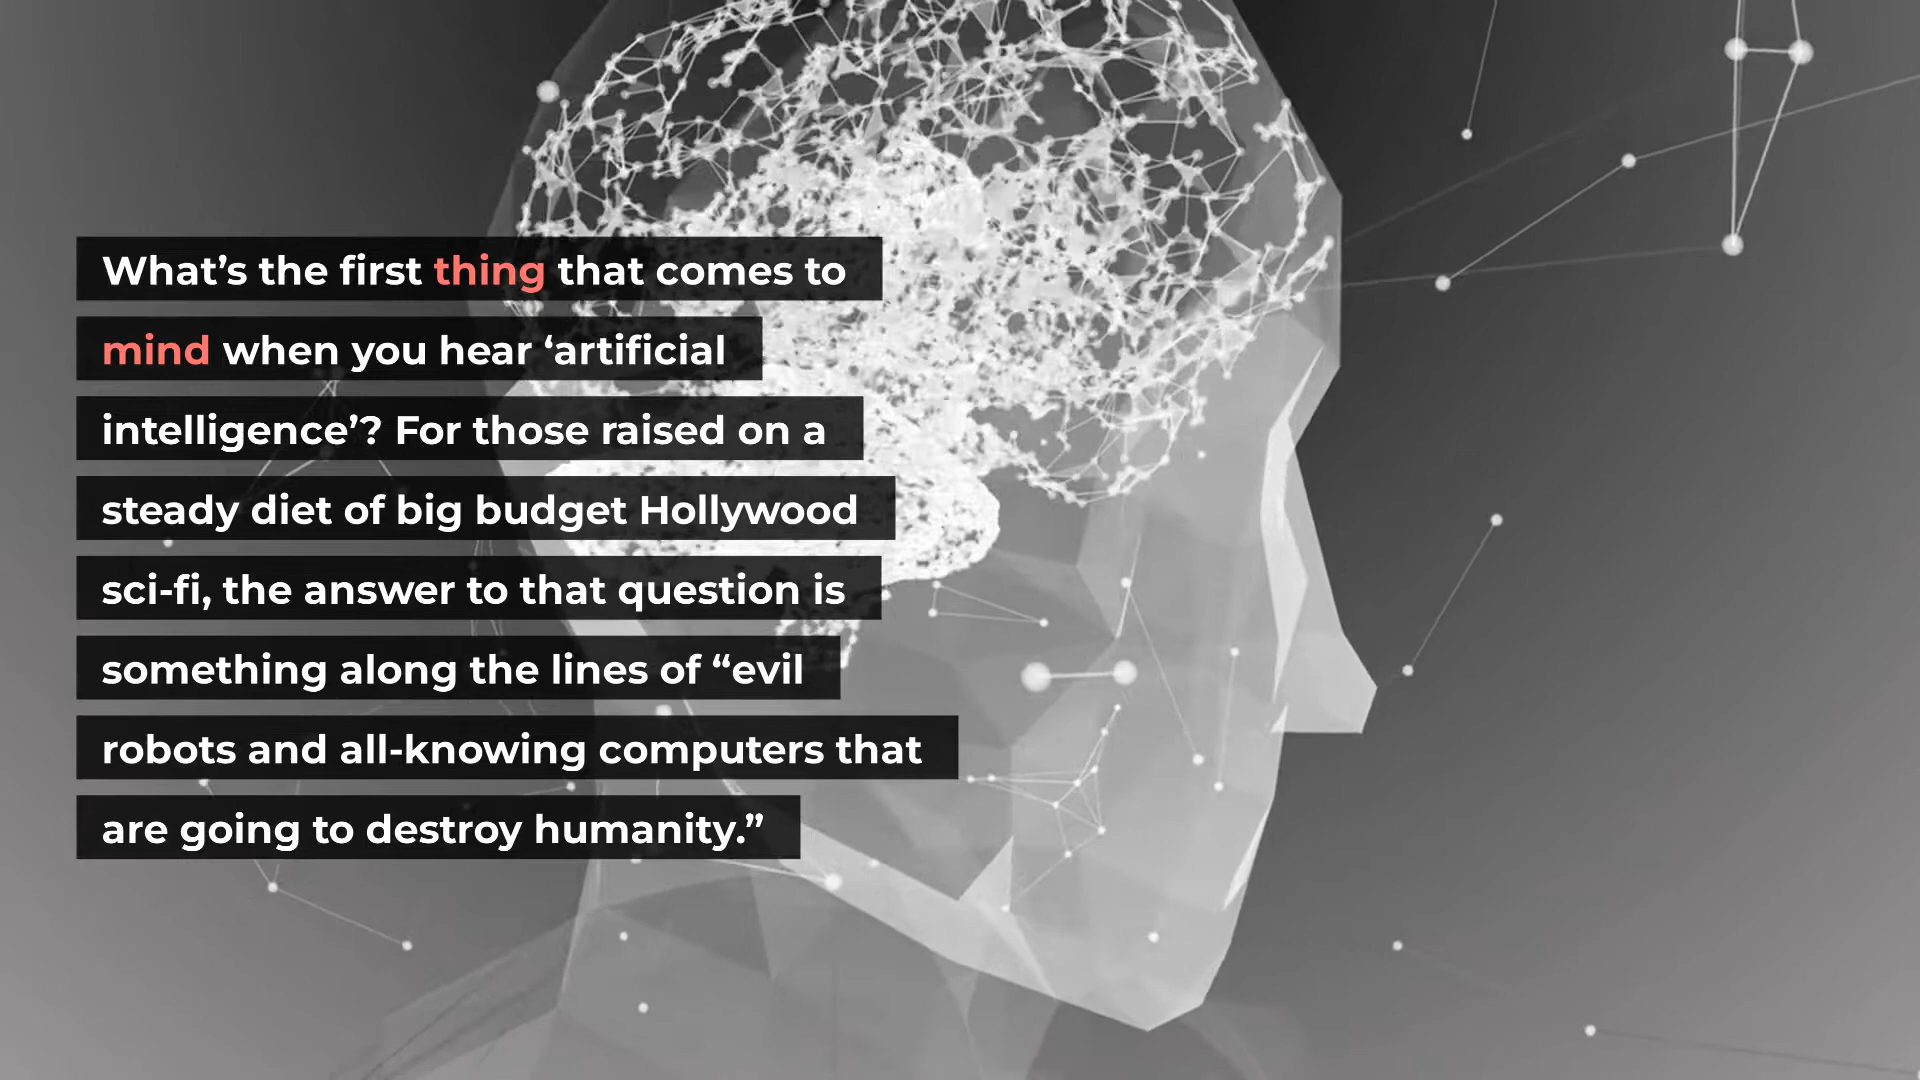 What’s the first thing that comes to
mind when you hear ‘artificial
intelligence’? For those raised on a
steady diet of big budget Hollywood
sci-fi, the answer to that question is
something along the lines of “evil
robots and all-knowing computers that
are going to destroy humanity.”